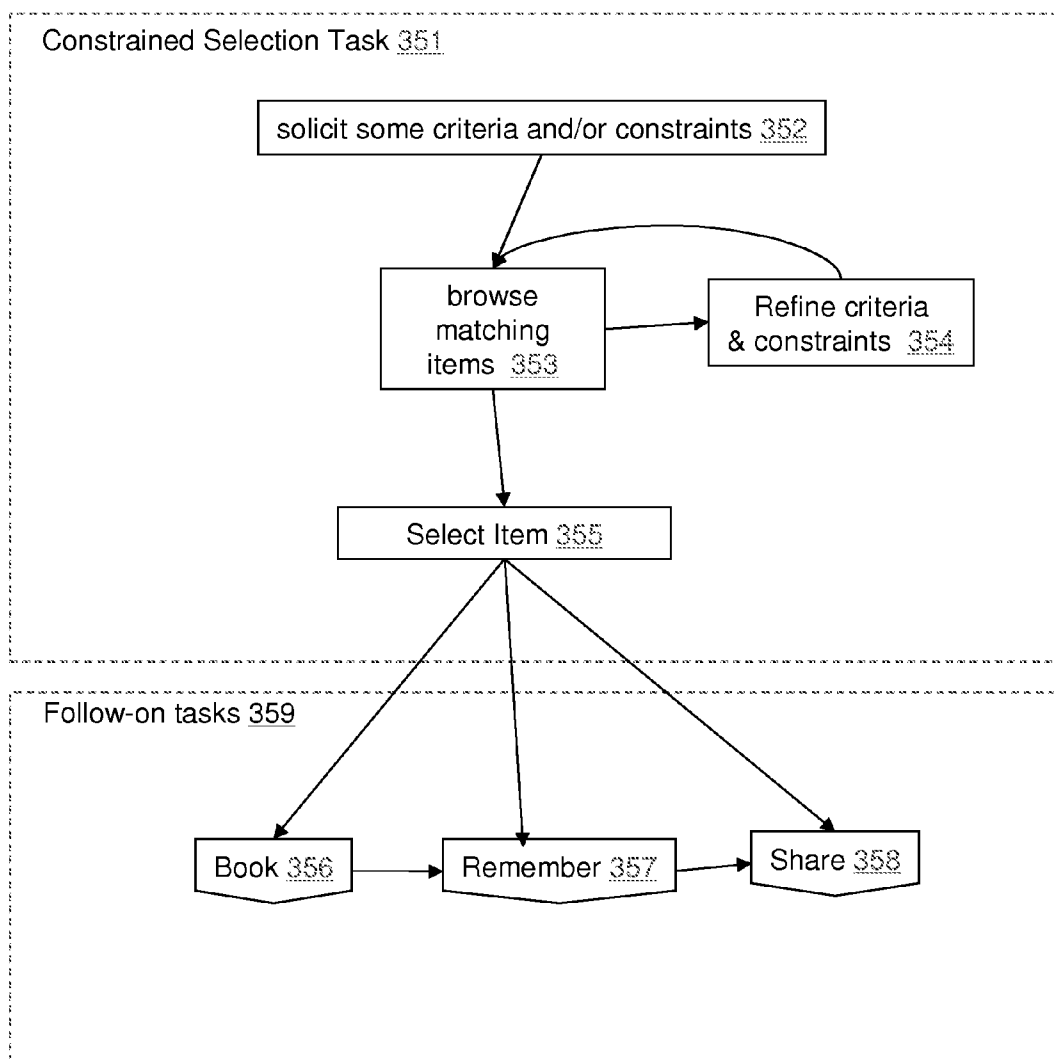 Constrained Selection Task 351
solicit some criteria and/or constraints 352
browse
matching
items 353
Refine criteria
& constraints 354
Select Item 355
Follow-on tasks 359
Book 356
Remember 357
Share 358